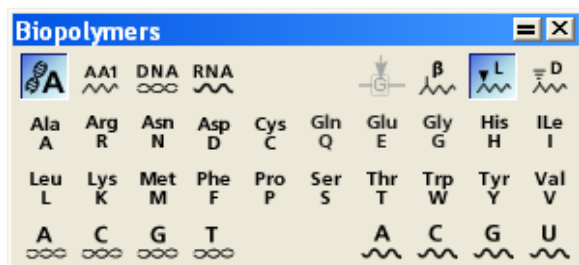 Biopolymers
A AA1 DNA RNA G β L D
Ala Arg Asn Asp Cys Gln Glu Gly His ILe
A R N D C Q E G H I
Leu Lys Met Phe Pro Ser Thr Trp Tyr Val
L K M F P S T W Y V
A C G T A C G U